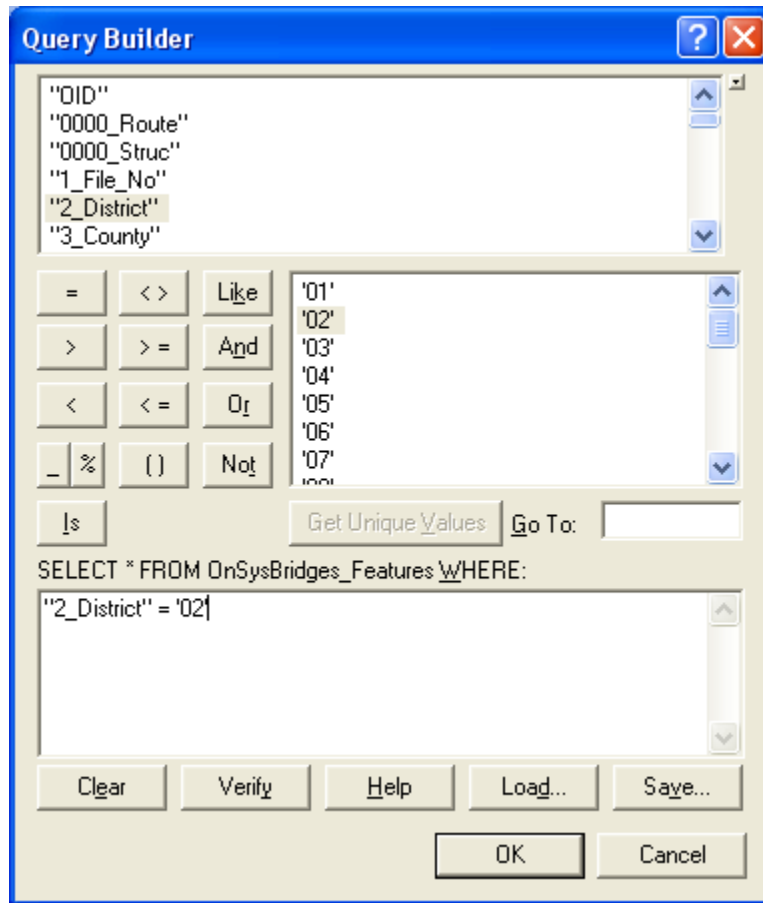 Query Builder
"OID"
"0000_Route"
"0000_Struc"
"1_File_No"
"2_District"
"3_County"
= < > Like
> > = And
< < = Or
_ % ( ) Not
Is
'01'
'02'
'03'
'04'
'05'
'06'
'07'
Get Unique Values Go To:
SELECT * FROM OnSysBridges_Features WHERE:
"2_District" = '02'
Clear Verify Help Load... Save...
OK Cancel